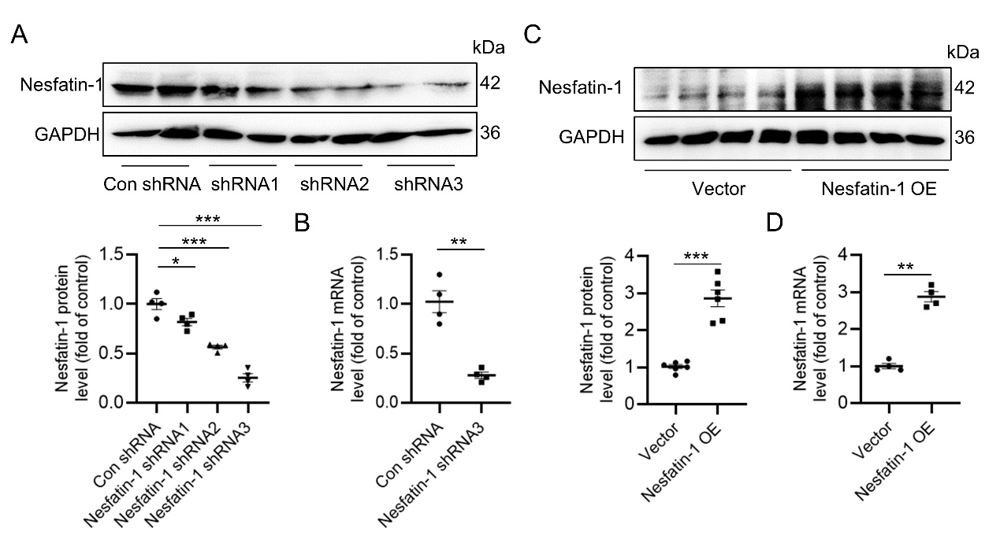 A
kDa
Nesfatin-1
42
GAPDH
36
Con shRNA shRNA1 shRNA2 shRNA3
***
***
*
1.5
1.0
0.5
0.0
Nesfatin-1 protein
level (fold of control)
Con shRNA
Nesfatin-1 shRNA1
Nesfatin-1 shRNA2
Nesfatin-1 shRNA3
B
**
1.5
1.0
0.5
0.0
Nesfatin-1 mRNA
level (fold of control)
Con shRNA
Nesfatin-1 shRNA3
C
kDa
Nesfatin-1
42
GAPDH
36
Vector Nesfatin-1 OE
***
4
3
2
1
0
Nesfatin-1 protein
level (fold of control)
Vector
Nesfatin-1 OE
D
**
4
3
2
1
0
Nesfatin-1 mRNA
level (fold of control)
Vector
Nesfatin-1 OE